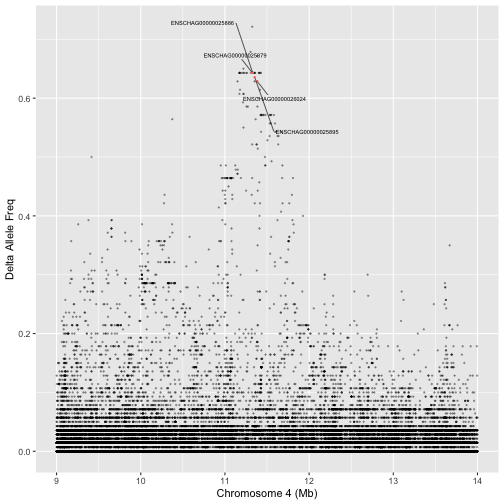 ENSCHAG00000025866
ENSCHAG00000025879
ENSCHAG00000026024
ENSCHAG00000025895
0.6
0.4
0.2
0.0
Delta Allele Freq
9 10 11 12 13 14
Chromosome 4 (Mb)